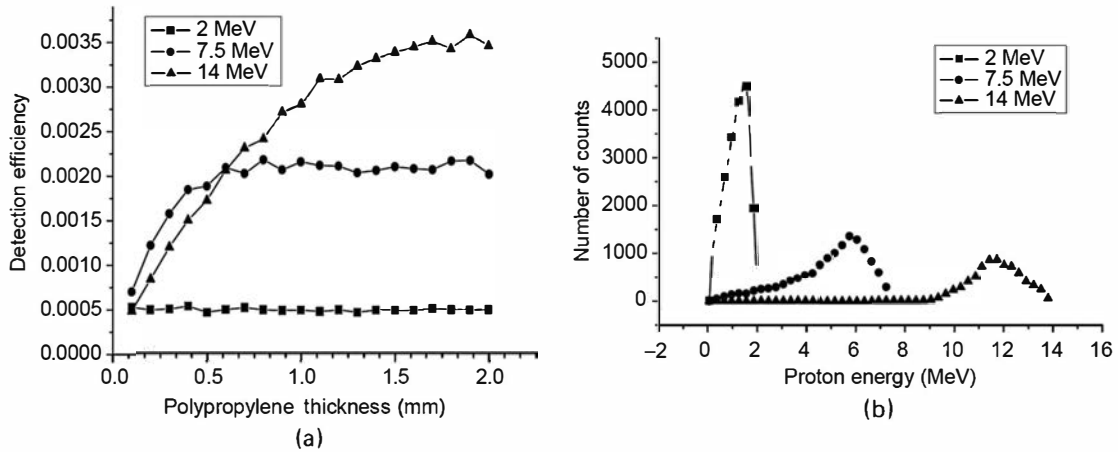 2 MeV
7.5 MeV
14 MeV
0.0035
0.0030
0.0025
0.0020
0.0015
0.0010
0.0005
0.0000
Detection efficiency
0.0 0.5 1.0 1.5 2.0
Polypropylene thickness (mm)
(a)
2 MeV
7.5 MeV
14 MeV
5000
4000
3000
2000
1000
0
Number of counts
−2 0 2 4 6 8 10 12 14 16
Proton energy (MeV)
(b)